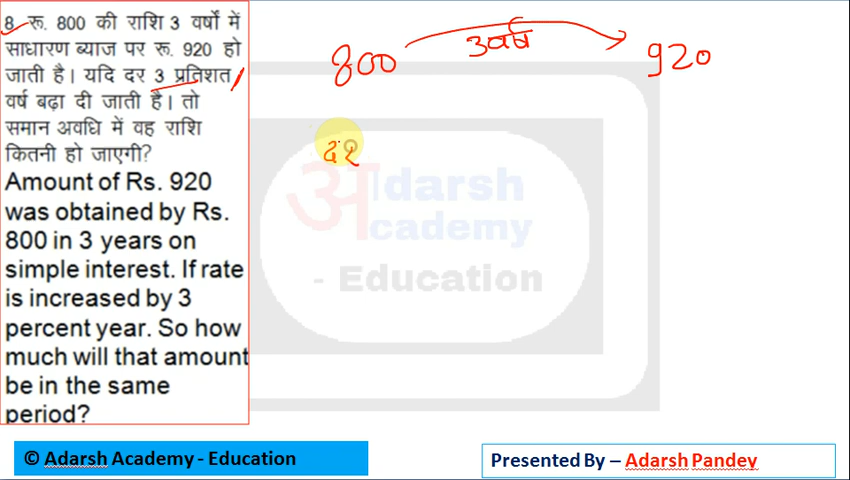 8 रू. 800 की राशि 3 वर्षों में
साधारण ब्याज पर रू. 920 हो
जाती है। यदि दर 3 प्रतिशत
वर्ष बढ़ा दी जाती है। तो
समान अवधि में वह राशि
कितनी हो जाएगी?
Amount of Rs. 920
was obtained by Rs.
800 in 3 years on
simple interest. If rate
is increased by 3
percent year. So how
much will that amount
be in the same
period?
800 3 वर्ष 920
दर
अ
Adarsh
Academy
- Education
© Adarsh Academy - Education
Presented By – Adarsh Pandey